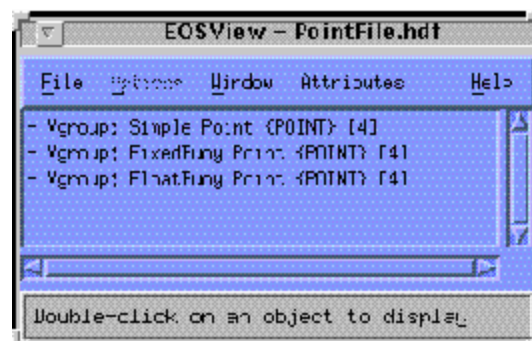 EOSView - PointFile.hdf
File Options Window Attributes Help
- Vgroup: Simple Point {POINT} [4]
- Vgroup: FixedBuoy Point {POINT} [4]
- Vgroup: FloatBuoy Point {POINT} [4]
Double-click on an object to display